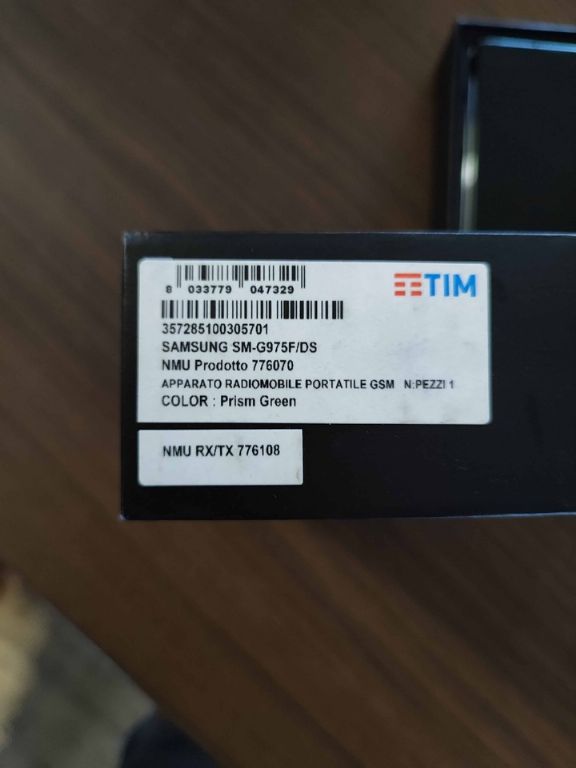 8 033779 047329
TIM
357285100305701
SAMSUNG SM-G975F/DS
NMU Prodotto 776070
APPARATO RADIOMOBILE PORTATILE GSM N:PEZZI 1
COLOR : Prism Green
NMU RX/TX 776108